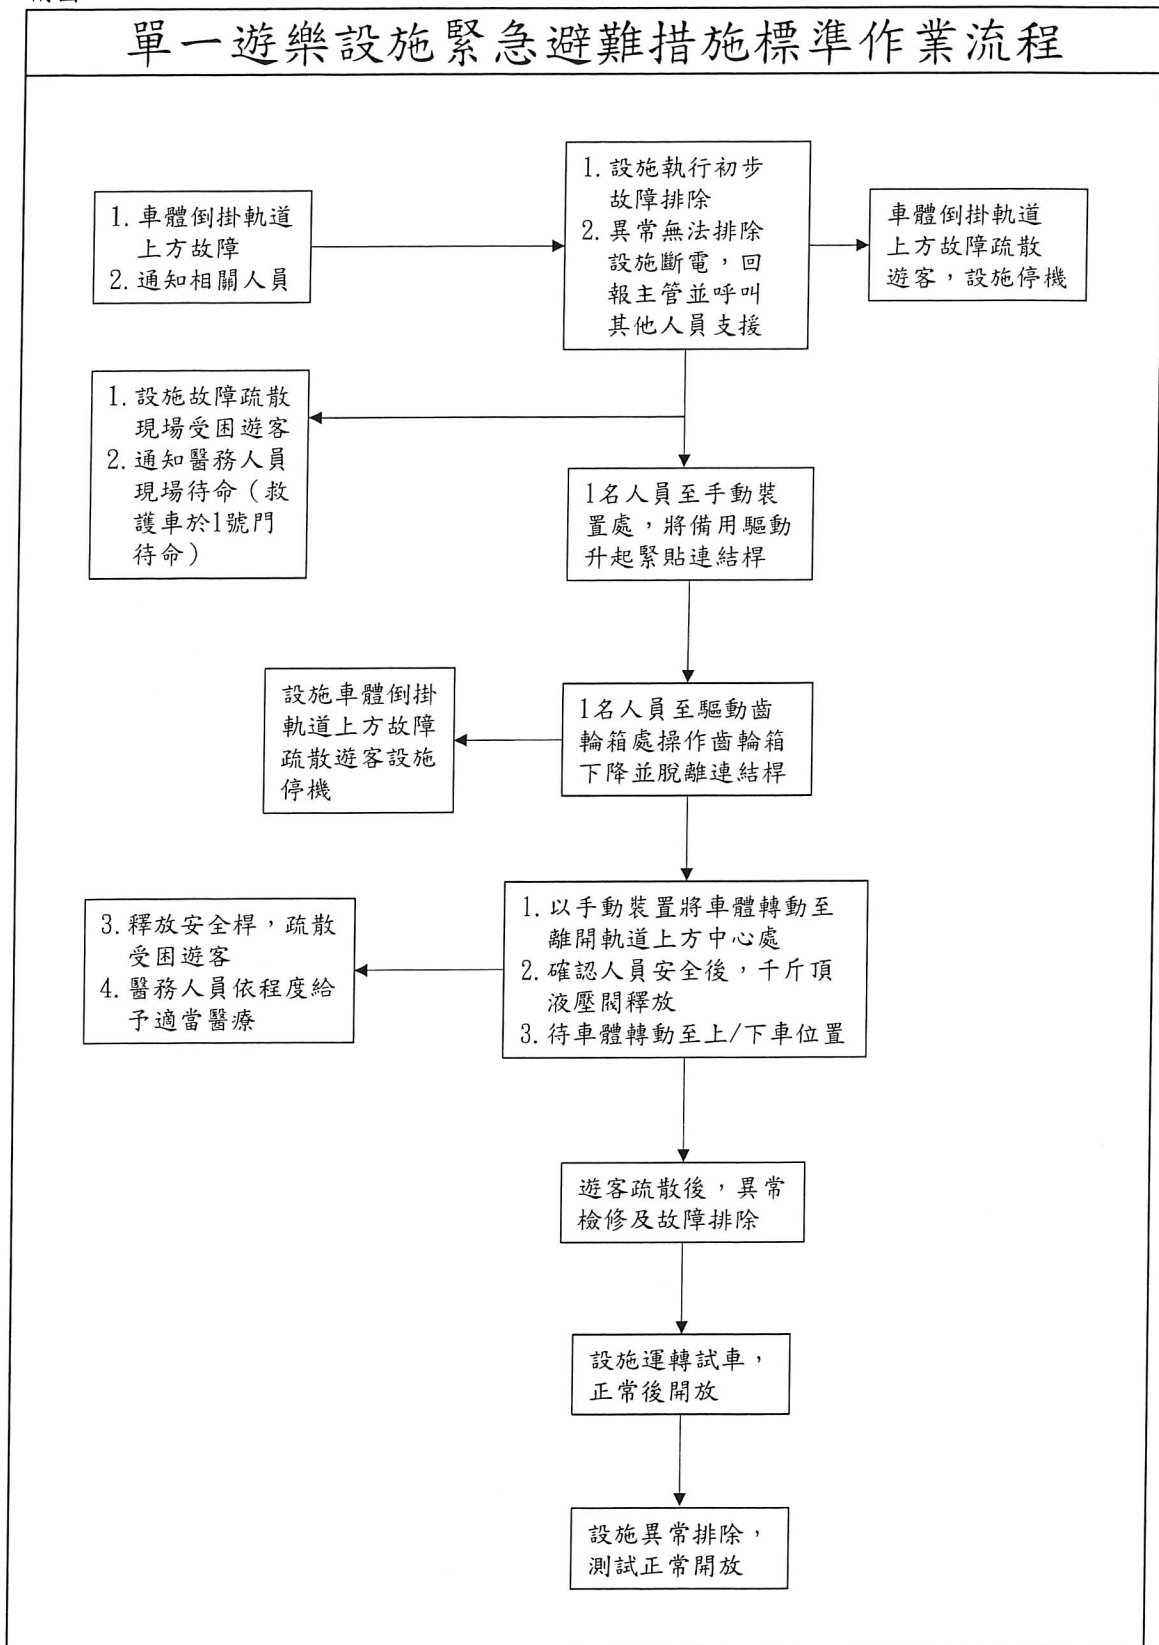 單一遊樂設施緊急避難措施標準作業流程
1. 車體倒掛軌道
上方故障
2. 通知相關人員
1. 設施執行初步
故障排除
2. 異常無法排除
設施斷電，回
報主管並呼叫
其他人員支援
車體倒掛軌道
上方故障疏散
遊客，設施停機
1. 設施故障疏散
現場受困遊客
2. 通知醫務人員
現場待命（救
護車於1號門
待命）
1名人員至手動裝
置處，將備用驅動
升起緊貼連結桿
設施車體倒掛
軌道上方故障
疏散遊客設施
停機
1名人員至驅動齒
輪箱處操作齒輪箱
下降並脫離連結桿
3. 釋放安全桿，疏散
受困遊客
4. 醫務人員依程度給
予適當醫療
1. 以手動裝置將車體轉動至
離開軌道上方中心處
2. 確認人員安全後，千斤頂
液壓閥釋放
3. 待車體轉動至上/下車位置
遊客疏散後，異常
檢修及故障排除
設施運轉試車，
正常後開放
設施異常排除，
測試正常開放